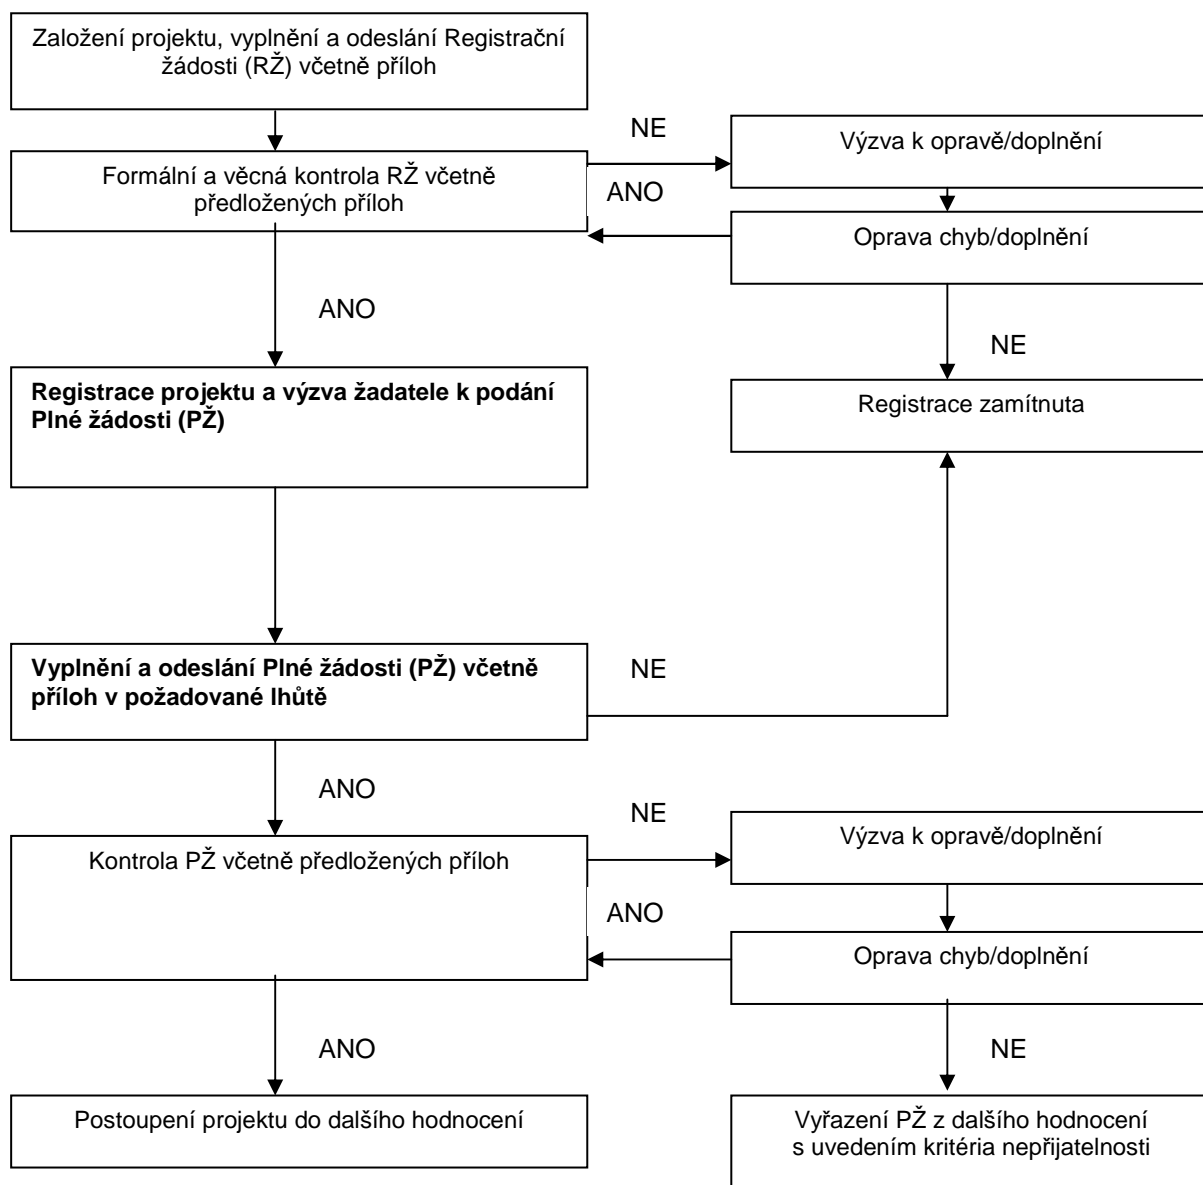 Založení projektu, vyplnění a odeslání Registrační
žádosti (RŽ) včetně příloh
NE
Výzva k opravě/doplnění
Formální a věcná kontrola RŽ včetně
předložených příloh
ANO
Oprava chyb/doplnění
ANO
NE
Registrace projektu a výzva žadatele k podání
Plné žádosti (PŽ)
Registrace zamítnuta
Vyplnění a odeslání Plné žádosti (PŽ) včetně
příloh v požadované lhůtě
NE
ANO
NE
Výzva k opravě/doplnění
Kontrola PŽ včetně předložených příloh
ANO
Oprava chyb/doplnění
ANO
NE
Postoupení projektu do dalšího hodnocení
Vyřazení PŽ z dalšího hodnocení
s uvedením kritéria nepřijatelnosti